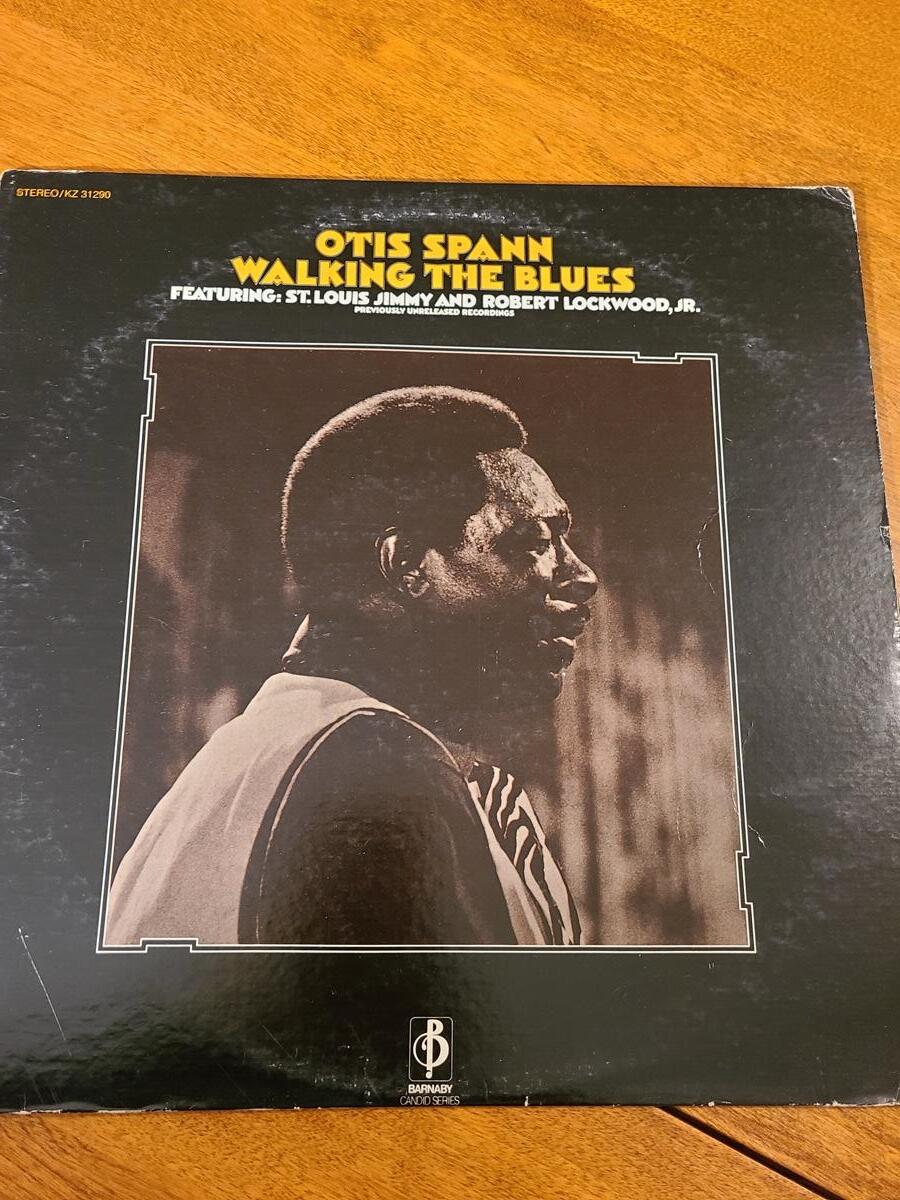 STEREO/KZ 31290
OTIS SPANN
WALKING THE BLUES
FEATURING: ST. LOUIS JIMMY AND ROBERT LOCKWOOD, JR.
PREVIOUSLY UNRELEASED RECORDINGS
B
BARNABY
CANDID SERIES